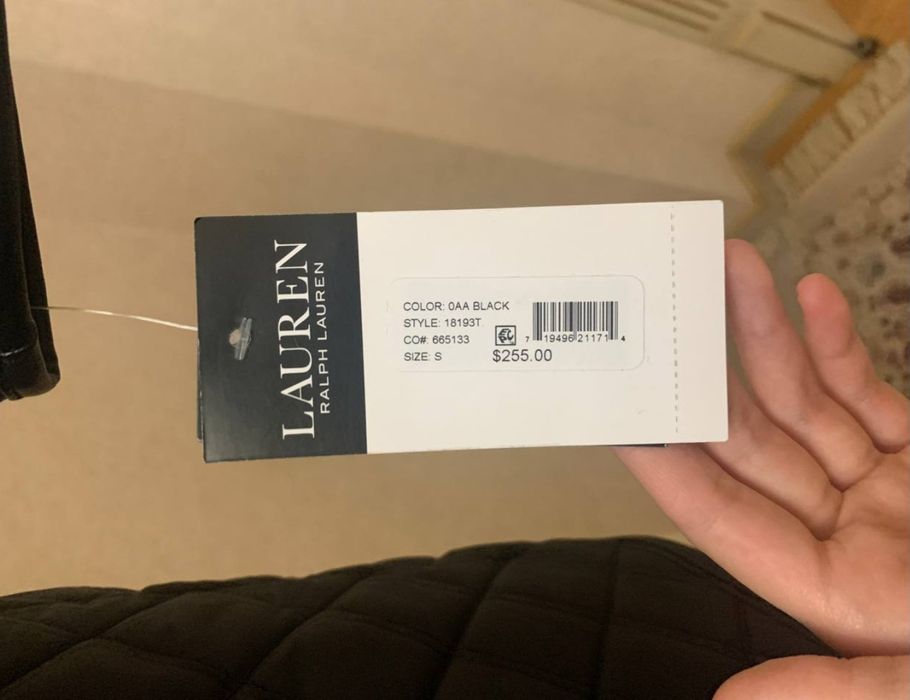 LAUREN
RALPH LAUREN
COLOR: 0AA BLACK
STYLE: 18193T
CO#: 665133
SIZE: S
7 19496 21171 4
$255.00